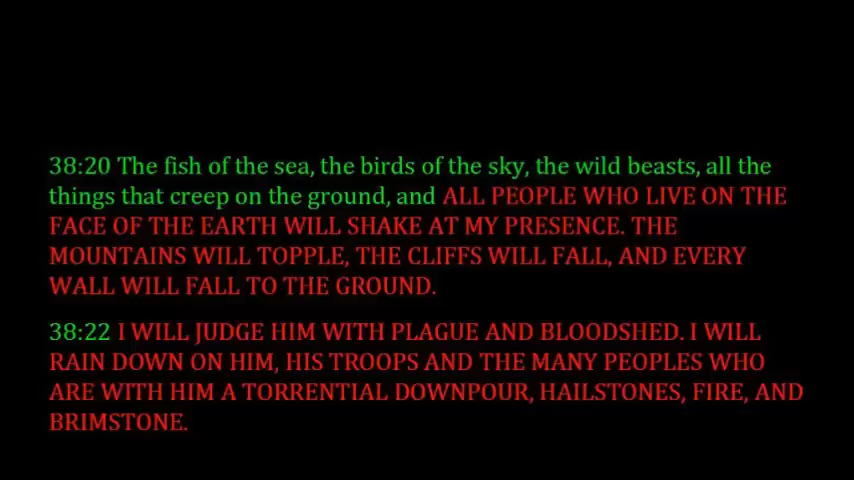 38:20 The fish of the sea, the birds of the sky, the wild beasts, all the
things that creep on the ground, and ALL PEOPLE WHO LIVE ON THE
FACE OF THE EARTH WILL SHAKE AT MY PRESENCE. THE
MOUNTAINS WILL TOPPLE, THE CLIFFS WILL FALL, AND EVERY
WALL WILL FALL TO THE GROUND.
38:22 I WILL JUDGE HIM WITH PLAGUE AND BLOODSHED. I WILL
RAIN DOWN ON HIM, HIS TROOPS AND THE MANY PEOPLES WHO
ARE WITH HIM A TORRENTIAL DOWNPOUR, HAILSTONES, FIRE, AND
BRIMSTONE.